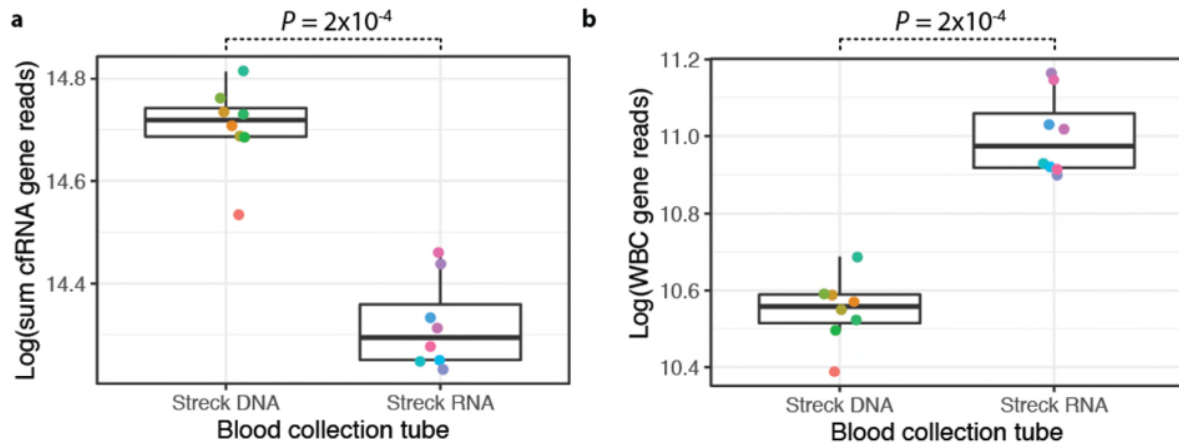 a
P = 2x10⁻⁴
Log(sum cfRNA gene reads)
14.8
14.6
14.4
Streck DNA
Streck RNA
Blood collection tube
b
P = 2x10⁻⁴
Log(WBC gene reads)
11.2
11.0
10.8
10.6
10.4
Streck DNA
Streck RNA
Blood collection tube